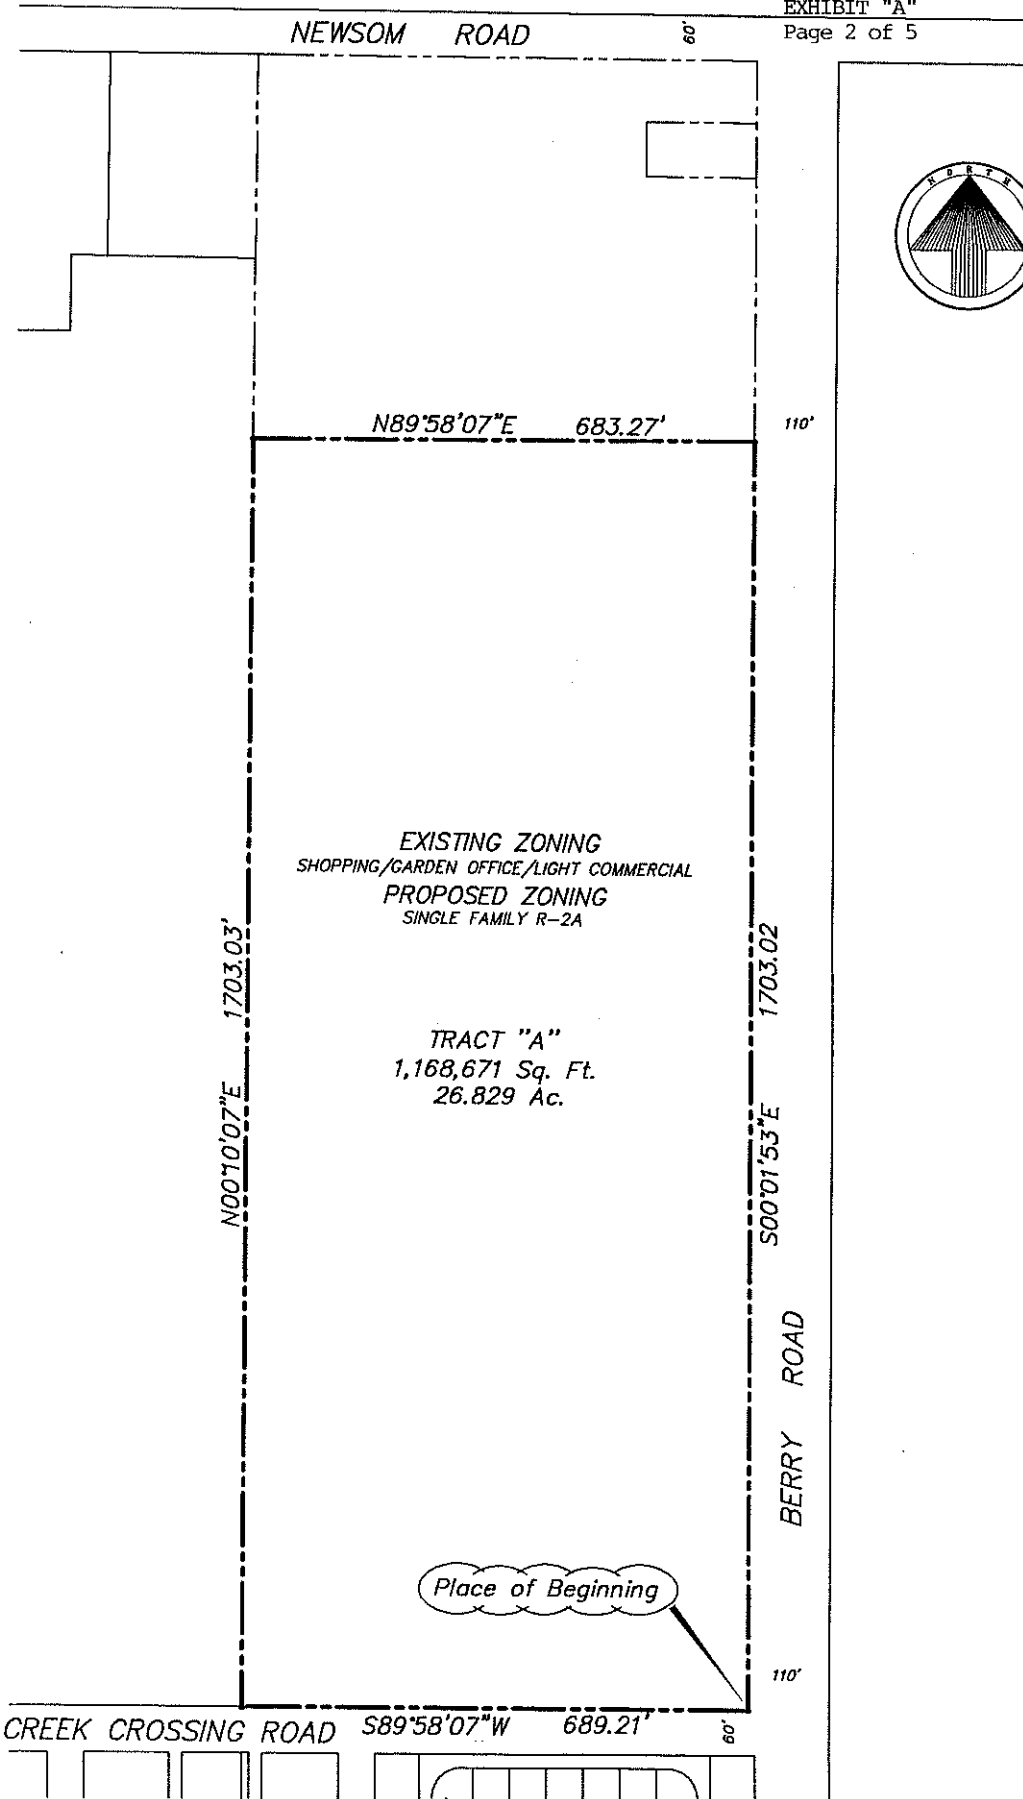 EXHIBIT "A"
Page 2 of 5
NEWSOM ROAD
60'
NORTH
N89°58'07"E 683.27'
110'
EXISTING ZONING
SHOPPING/GARDEN OFFICE/LIGHT COMMERCIAL
PROPOSED ZONING
SINGLE FAMILY R-2A
N00°10'07"E 1703.03'
S00°01'53"E 1703.02
TRACT "A"
1,168,671 Sq. Ft.
26.829 Ac.
BERRY ROAD
Place of Beginning
110'
CREEK CROSSING ROAD
S89°58'07"W 689.21'
60'